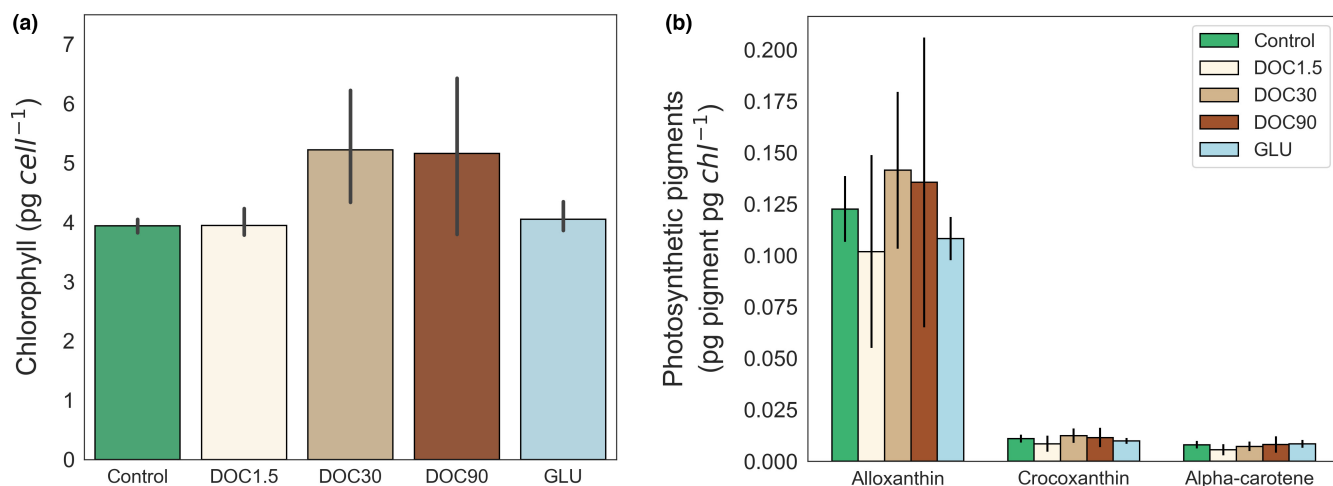 (a)
Chlorophyll (pg cell⁻¹)
7
6
5
4
3
2
1
0
Control DOC1.5 DOC30 DOC90 GLU
(b)
Photosynthetic pigments
(pg pigment pg chl⁻¹)
0.200
0.175
0.150
0.125
0.100
0.075
0.050
0.025
0.000
Alloxanthin Crocoxanthin Alpha-carotene
Control
DOC1.5
DOC30
DOC90
GLU